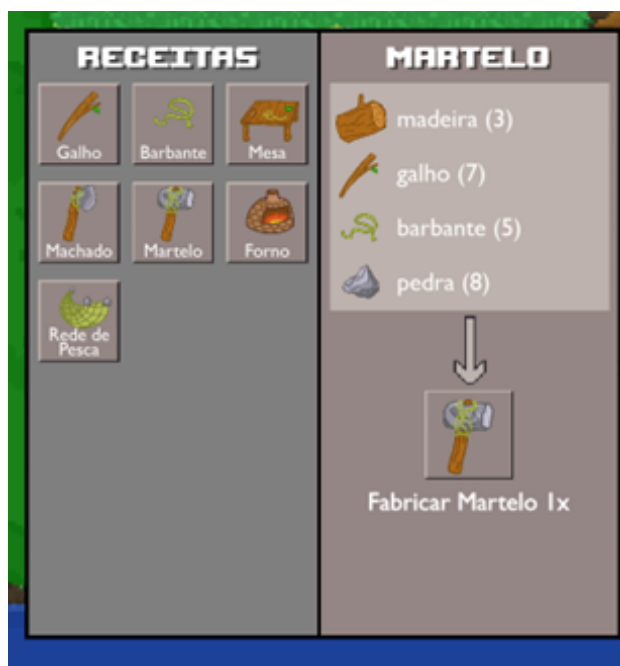 RECEITAS
Galho
Barbante
Mesa
Machado
Martelo
Forno
Rede de
Pesca
MARTELO
madeira (3)
galho (7)
barbante (5)
pedra (8)
Fabricar Martelo 1x